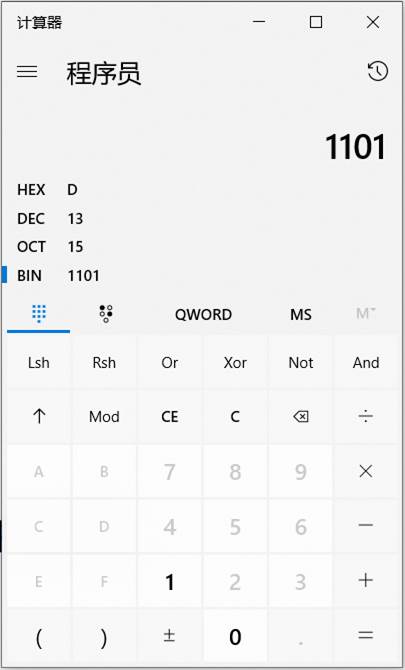 计算器
程序员
1101
HEX D
DEC 13
OCT 15
BIN 1101
QWORD MS M
Lsh Rsh Or Xor Not And
↑ Mod CE C ÷
A B 7 8 9 ×
C D 4 5 6 −
E F 1 2 3 +
( ) ± 0 . =